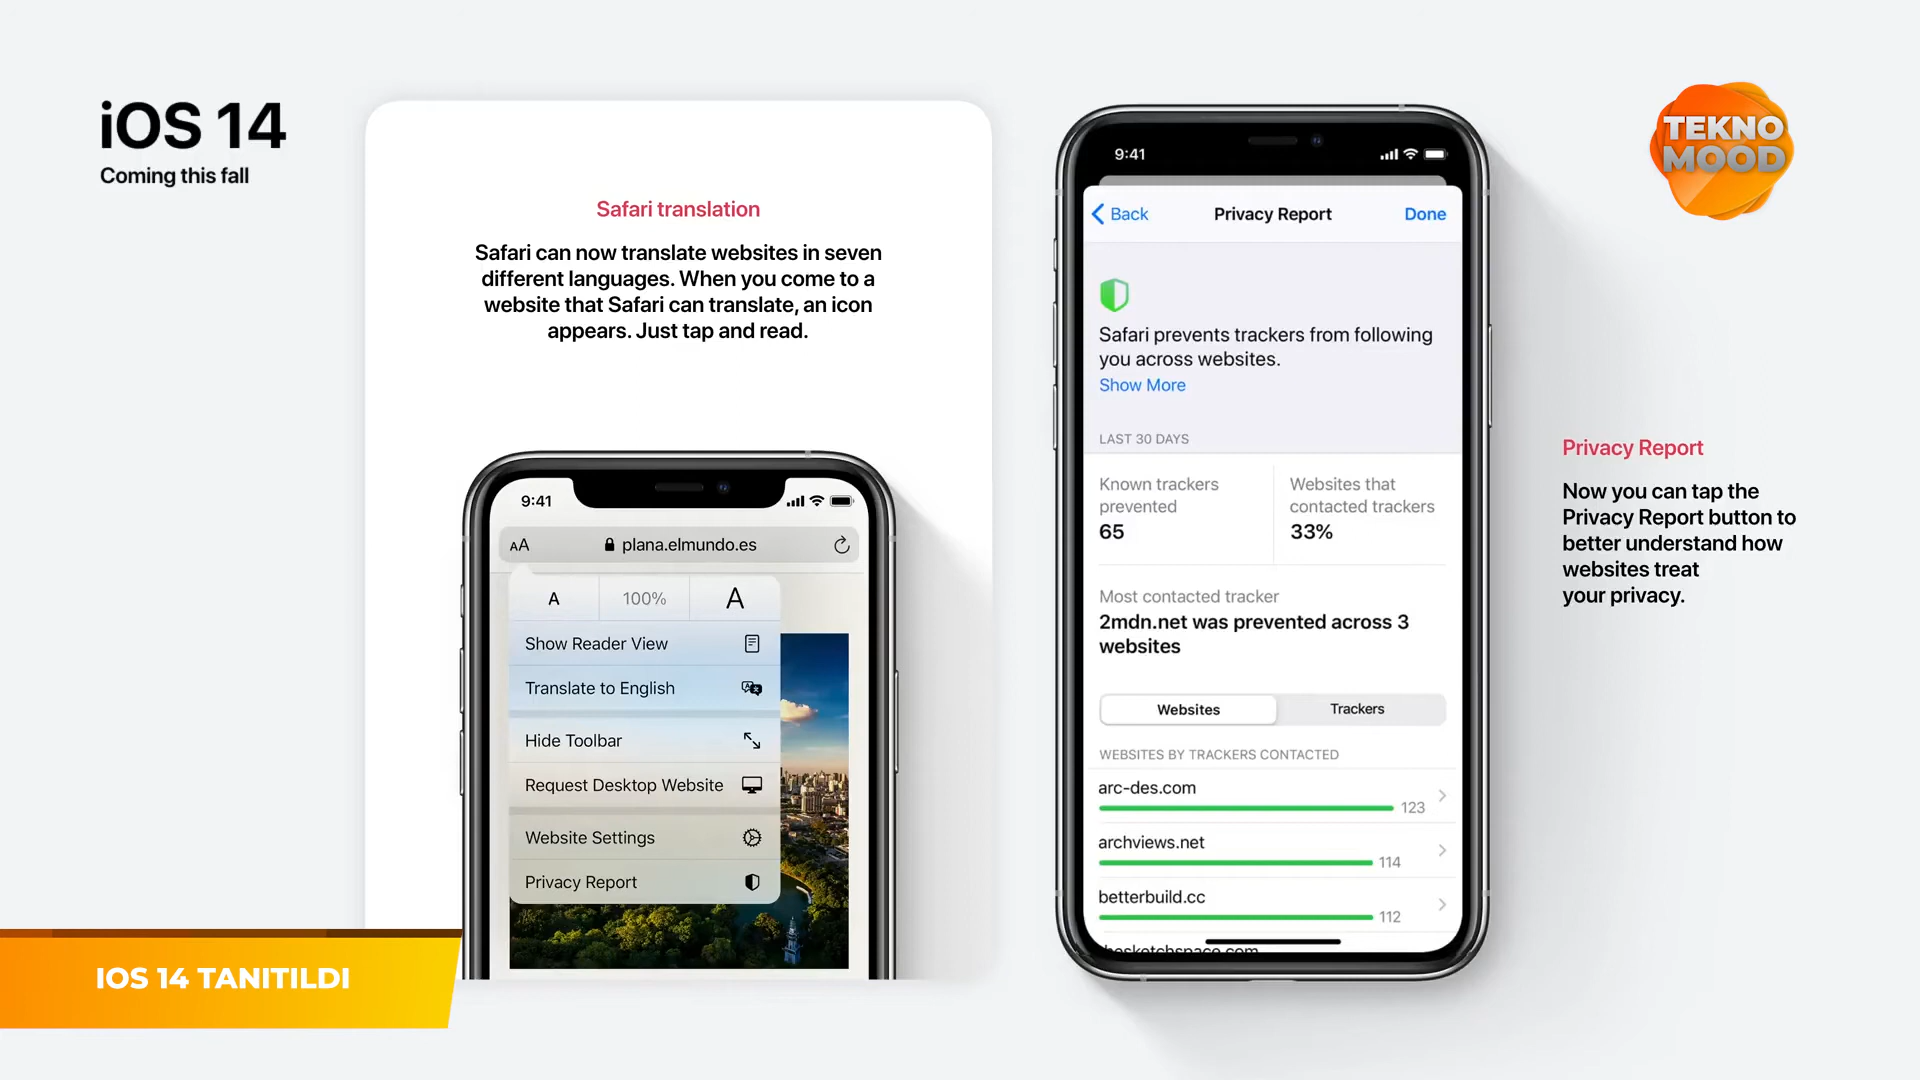 iOS 14
Coming this fall
Safari translation
Safari can now translate websites in seven
different languages. When you come to a
website that Safari can translate, an icon
appears. Just tap and read.
9:41
AA
plana.elmundo.es
A
100%
A
Show Reader View
Translate to English
Hide Toolbar
Request Desktop Website
Website Settings
Privacy Report
9:41
Back
Privacy Report
Done
Safari prevents trackers from following
you across websites.
Show More
LAST 30 DAYS
Known trackers
prevented
65
Websites that
contacted trackers
33%
Most contacted tracker
2mdn.net was prevented across 3
websites
Websites
Trackers
WEBSITES BY TRACKERS CONTACTED
arc-des.com
123
archviews.net
114
betterbuild.cc
112
TEKNO
MOOD
Privacy Report
Now you can tap the
Privacy Report button to
better understand how
websites treat
your privacy.
IOS 14 TANITILDI